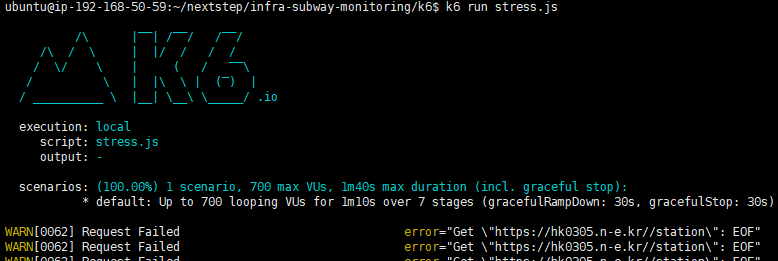 ubuntu@ip-192-168-50-59:~/nextstep/infra-subway-monitoring/k6$ k6 run stress.js
.io
execution: local
script: stress.js
output: -
scenarios: (100.00%) 1 scenario, 700 max VUs, 1m40s max duration (incl. graceful stop):
* default: Up to 700 looping VUs for 1m10s over 7 stages (gracefulRampDown: 30s, gracefulStop: 30s)
WARN[0062] Request Failed error="Get \"https://hk0305.n-e.kr//station\": EOF"
WARN[0062] Request Failed error="Get \"https://hk0305.n-e.kr//station\": EOF"
WARN[0062] Request Failed error="Get \"https://hk0305.n-e.kr//station\": EOF"